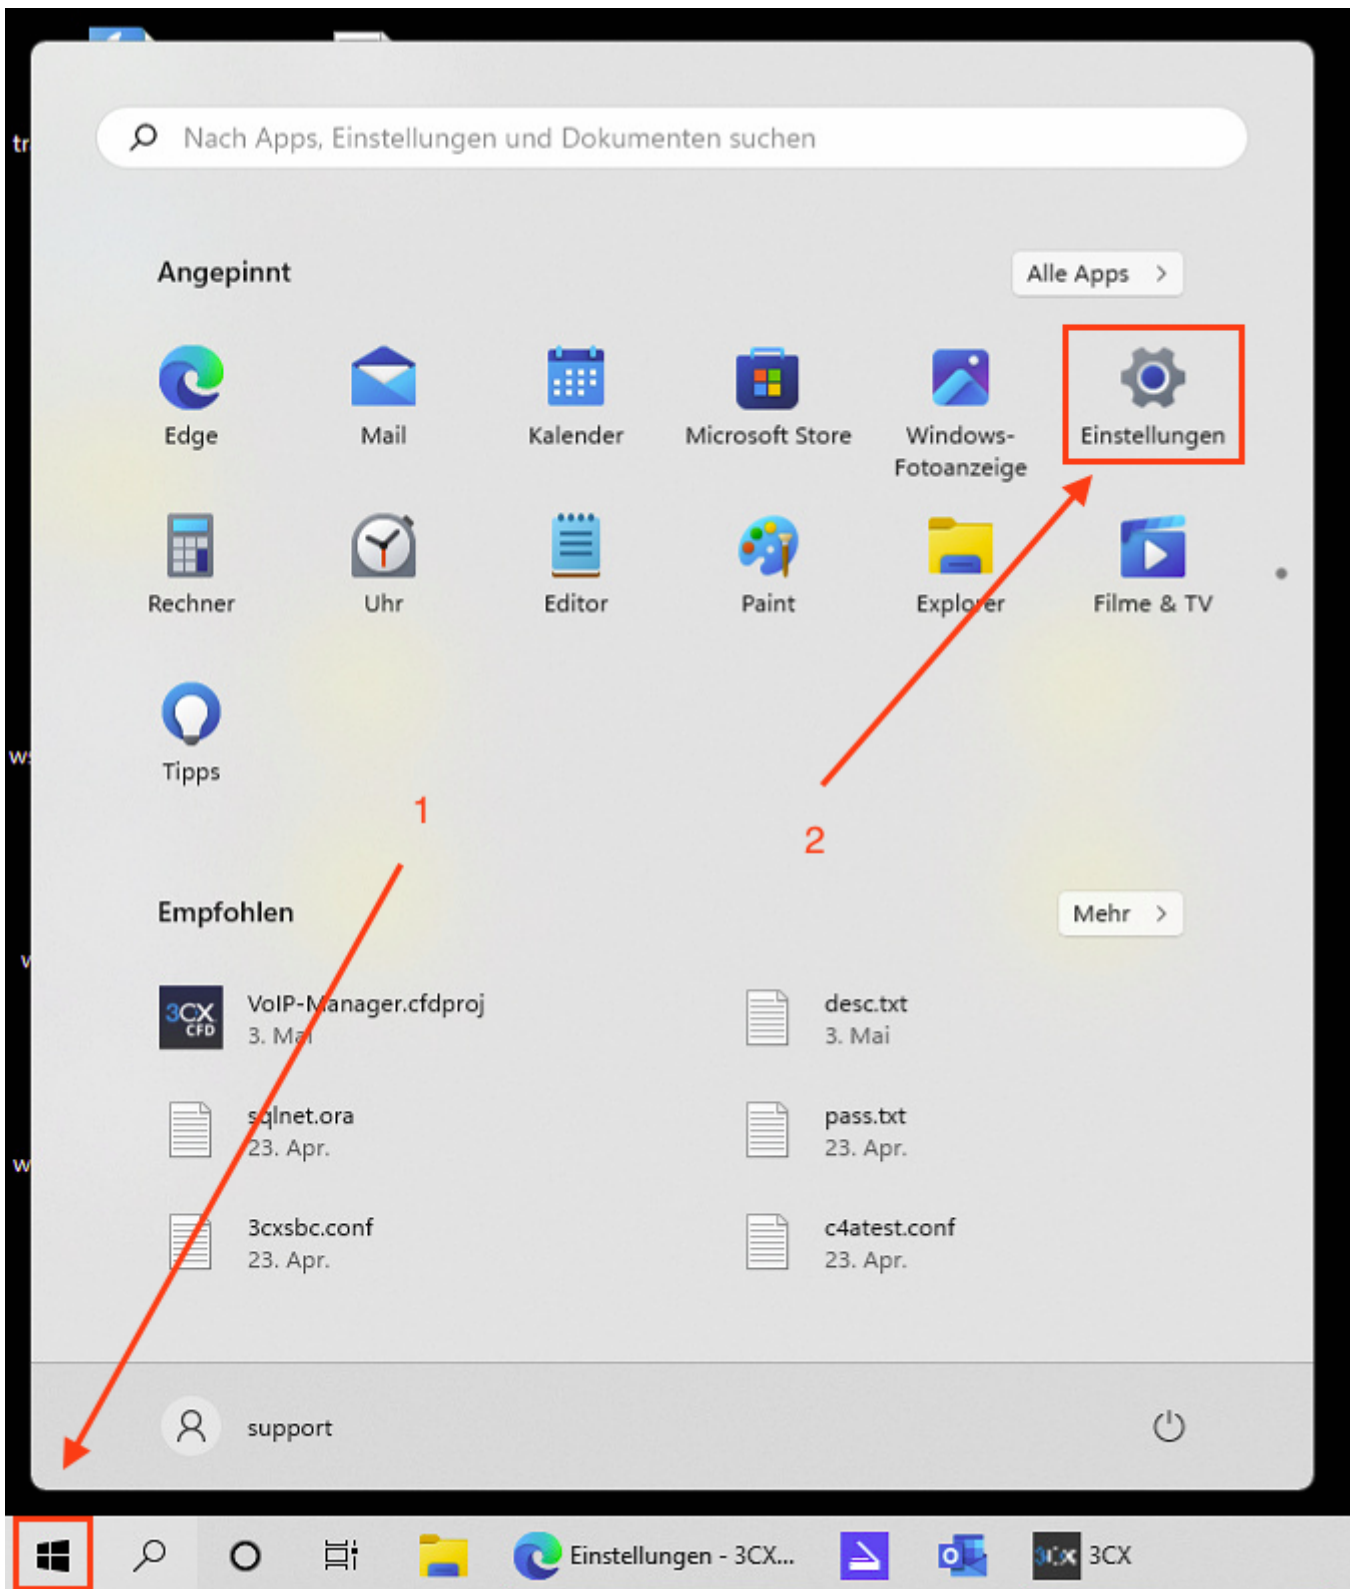 tr
Nach Apps, Einstellungen und Dokumenten suchen
Angepinnt
Alle Apps
Edge
Mail
Kalender
Microsoft Store
Windows-
Fotoanzeige
Einstellungen
Rechner
Uhr
Editor
Paint
Explorer
Filme & TV
Tipps
1
2
Empfohlen
Mehr
3CX
CFD
VoIP-Manager.cfdproj
3. Mai
desc.txt
3. Mai
sqlnet.ora
23. Apr.
pass.txt
23. Apr.
3cxsbc.conf
23. Apr.
c4atest.conf
23. Apr.
support
Einstellungen - 3CX...
3CX
3CX